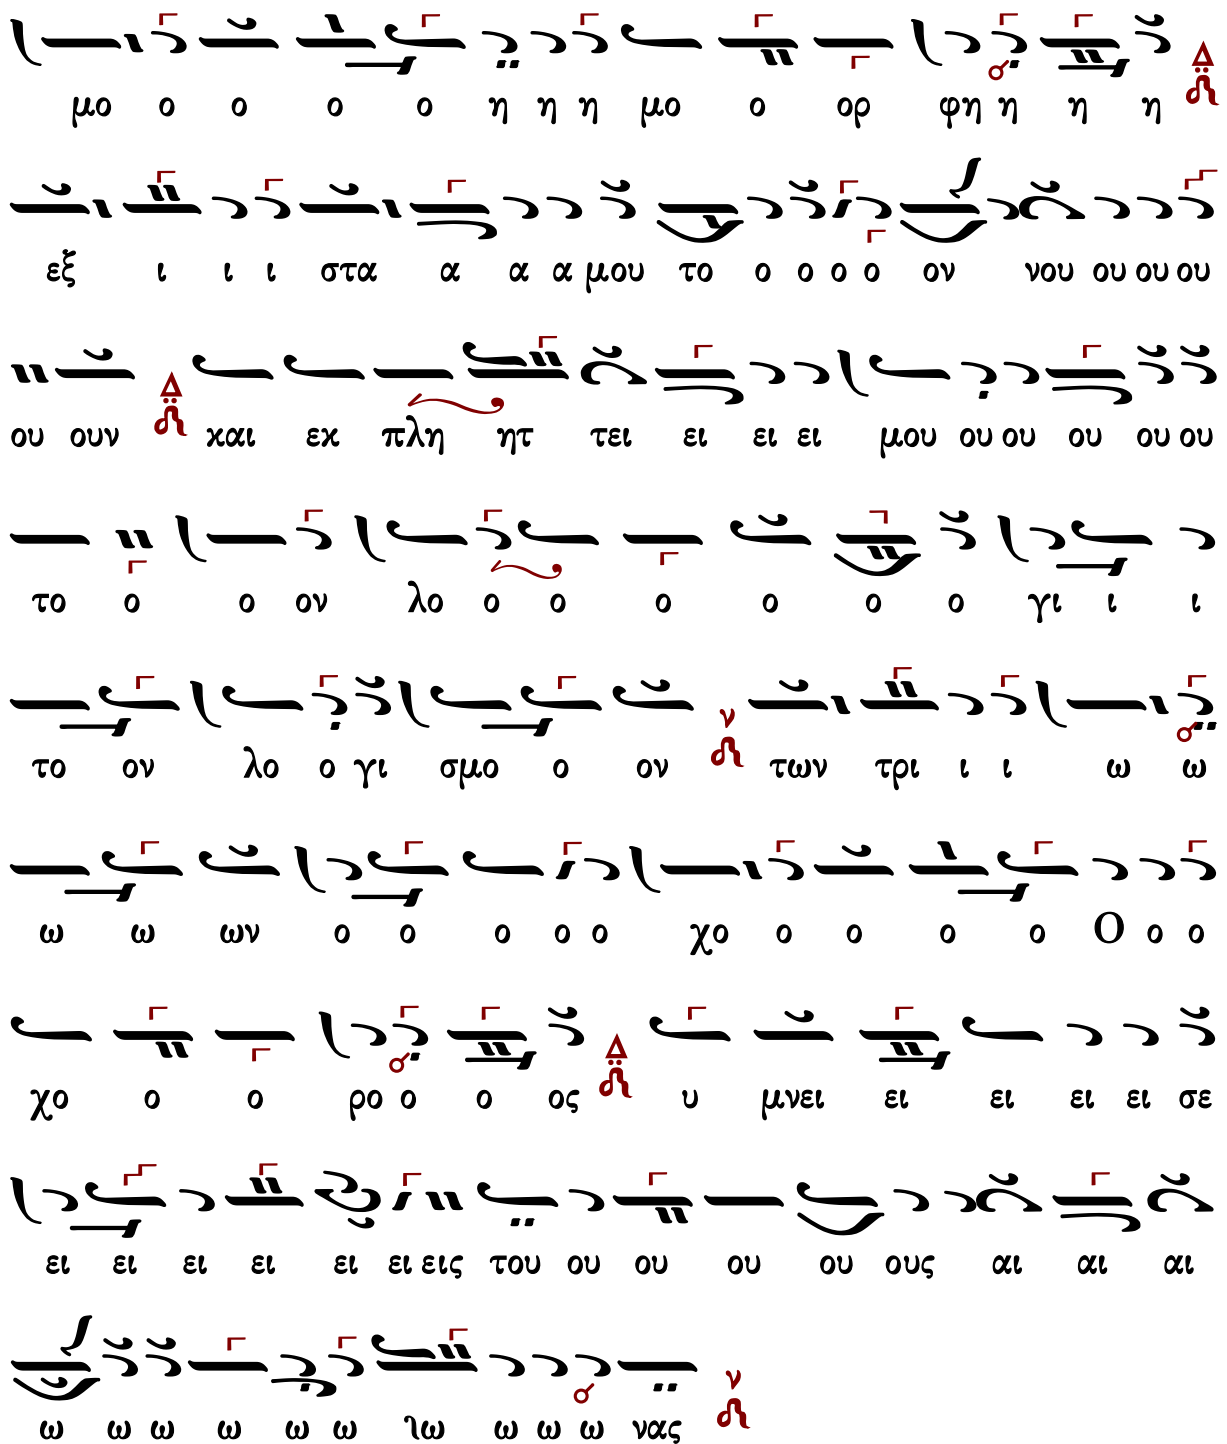 μο ο ο ο ο η η η μο ο ορ φη η η η
εξ ι ι ι στα α α α μου το ο ο ο ο ον νου ου ου ου
ου ουν και εκ πλη ητ τει ει ει ει μου ου ου ου ου ου
το ο ο ον λο ο ο ο ο ο ο γι ι ι
το ον λο ο γι σμο ο ον των τρι ι ι ω ω
ω ω ων ο ο ο ο ο χο ο ο ο ο Ο ο ο
χο ο ο ρο ο ο ος υ μνει ει ει ει ει σε
ει ει ει ει ει ει εις του ου ου ου ου ους αι αι αι
ω ω ω ω ω ω ιω ω ω ω νας